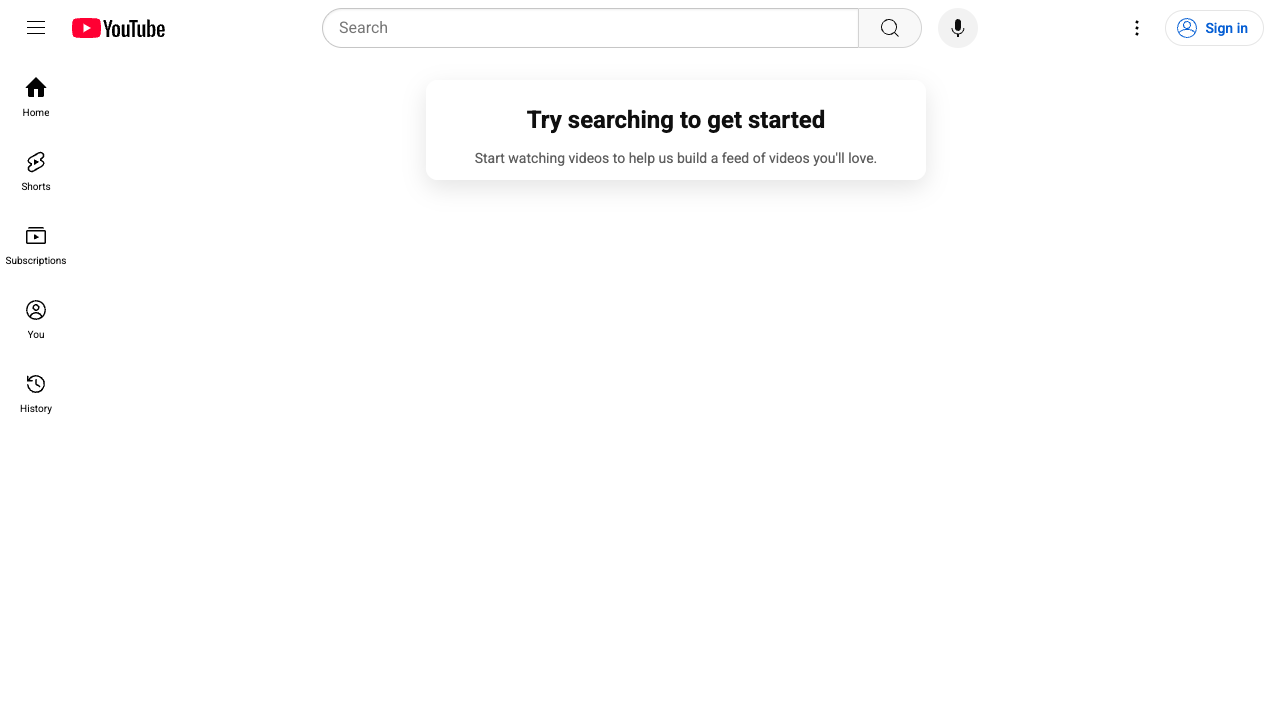 YouTube
Search
Sign in
Home
Shorts
Subscriptions
You
History
Try searching to get started
Start watching videos to help us build a feed of videos you'll love.